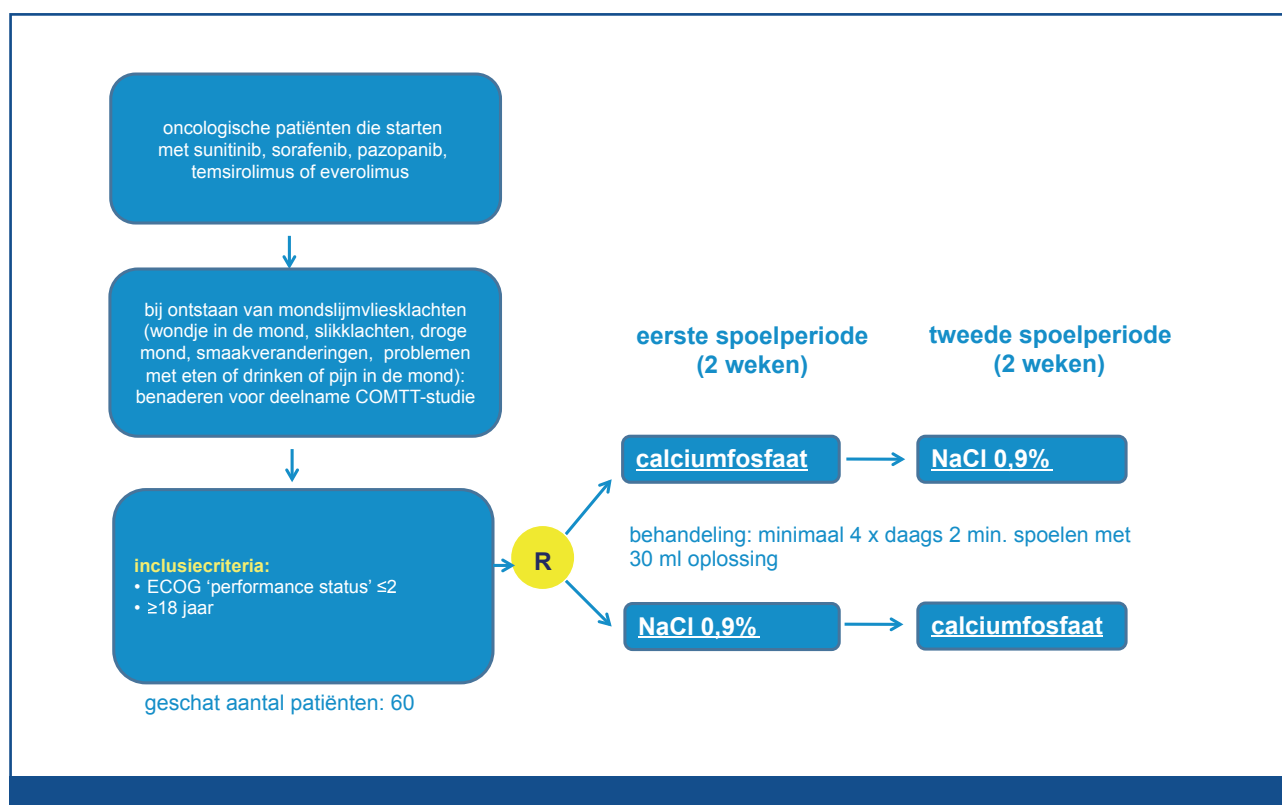 oncologische patiënten die starten
met sunitinib, sorafenib, pazopanib,
temsirolimus of everolimus
bij ontstaan van mondslijmvliesklachten
(wondje in de mond, slikklachten, droge
mond, smaakveranderingen, problemen
met eten of drinken of pijn in de mond):
benaderen voor deelname COMTT-studie
inclusiecriteria:
• ECOG ‘performance status’ ≤2
• ≥18 jaar
geschat aantal patiënten: 60
R
eerste spoelperiode
(2 weken)
tweede spoelperiode
(2 weken)
calciumfosfaat
NaCl 0,9%
behandeling: minimaal 4 x daags 2 min. spoelen met
30 ml oplossing
NaCl 0,9%
calciumfosfaat